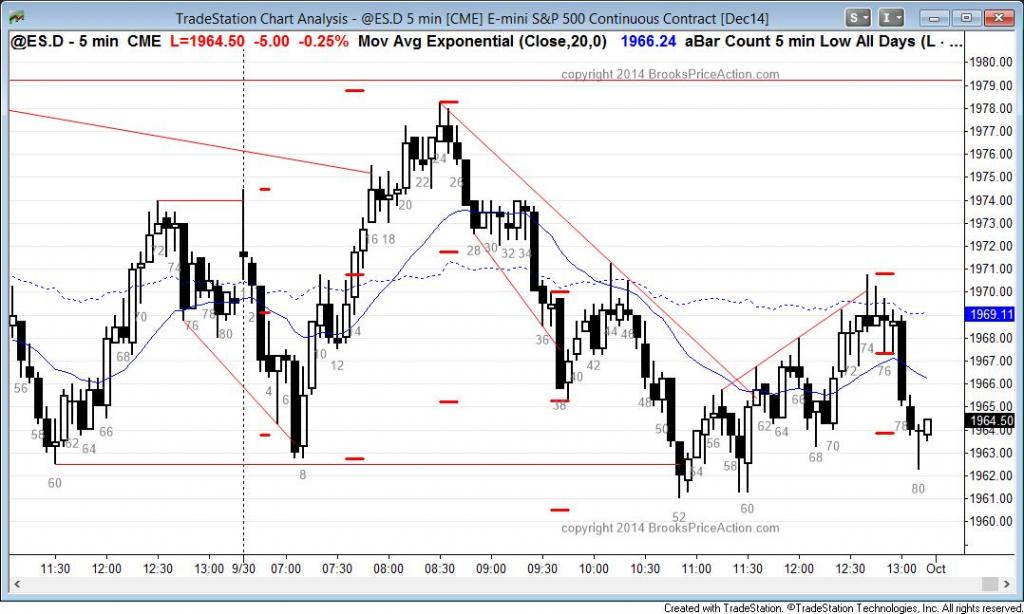 TradeStation Chart Analysis - @ES.D 5 min [CME] E-mini S&P 500 Continuous Contract [Dec14]
S I
@ES.D - 5 min CME L=1964.50 -5.00 -0.25% Mov Avg Exponential (Close,20,0) 1966.24 aBar Count 5 min Low All Days (L · ...
copyright 2014 BrooksPriceAction.com
1980.00
1979.00
1978.00
1977.00
1976.00
1975.00
1974.00
1973.00
1972.00
1971.00
1970.00
1969.11
1968.00
1967.00
1966.00
1965.00
1964.50
1964.00
1963.00
1962.00
1961.00
1960.00
56 58 60 62 64 66 68 70 72 74 76 78 80
2 4 6 8 10 12 14 16 18 20 22 24 26 28 30 32 34 36 38 40 42 44 46 48 50 52 54 56 58 60 62 64 66 68 70 72 74 76 78 80
copyright 2014 BrooksPriceAction.com
11:30 12:00 12:30 13:00 9/30 07:00 07:30 08:00 08:30 09:00 09:30 10:00 10:30 11:00 11:30 12:00 12:30 13:00 Oct
Created with TradeStation. ©TradeStation Technologies, Inc. All rights reserved.